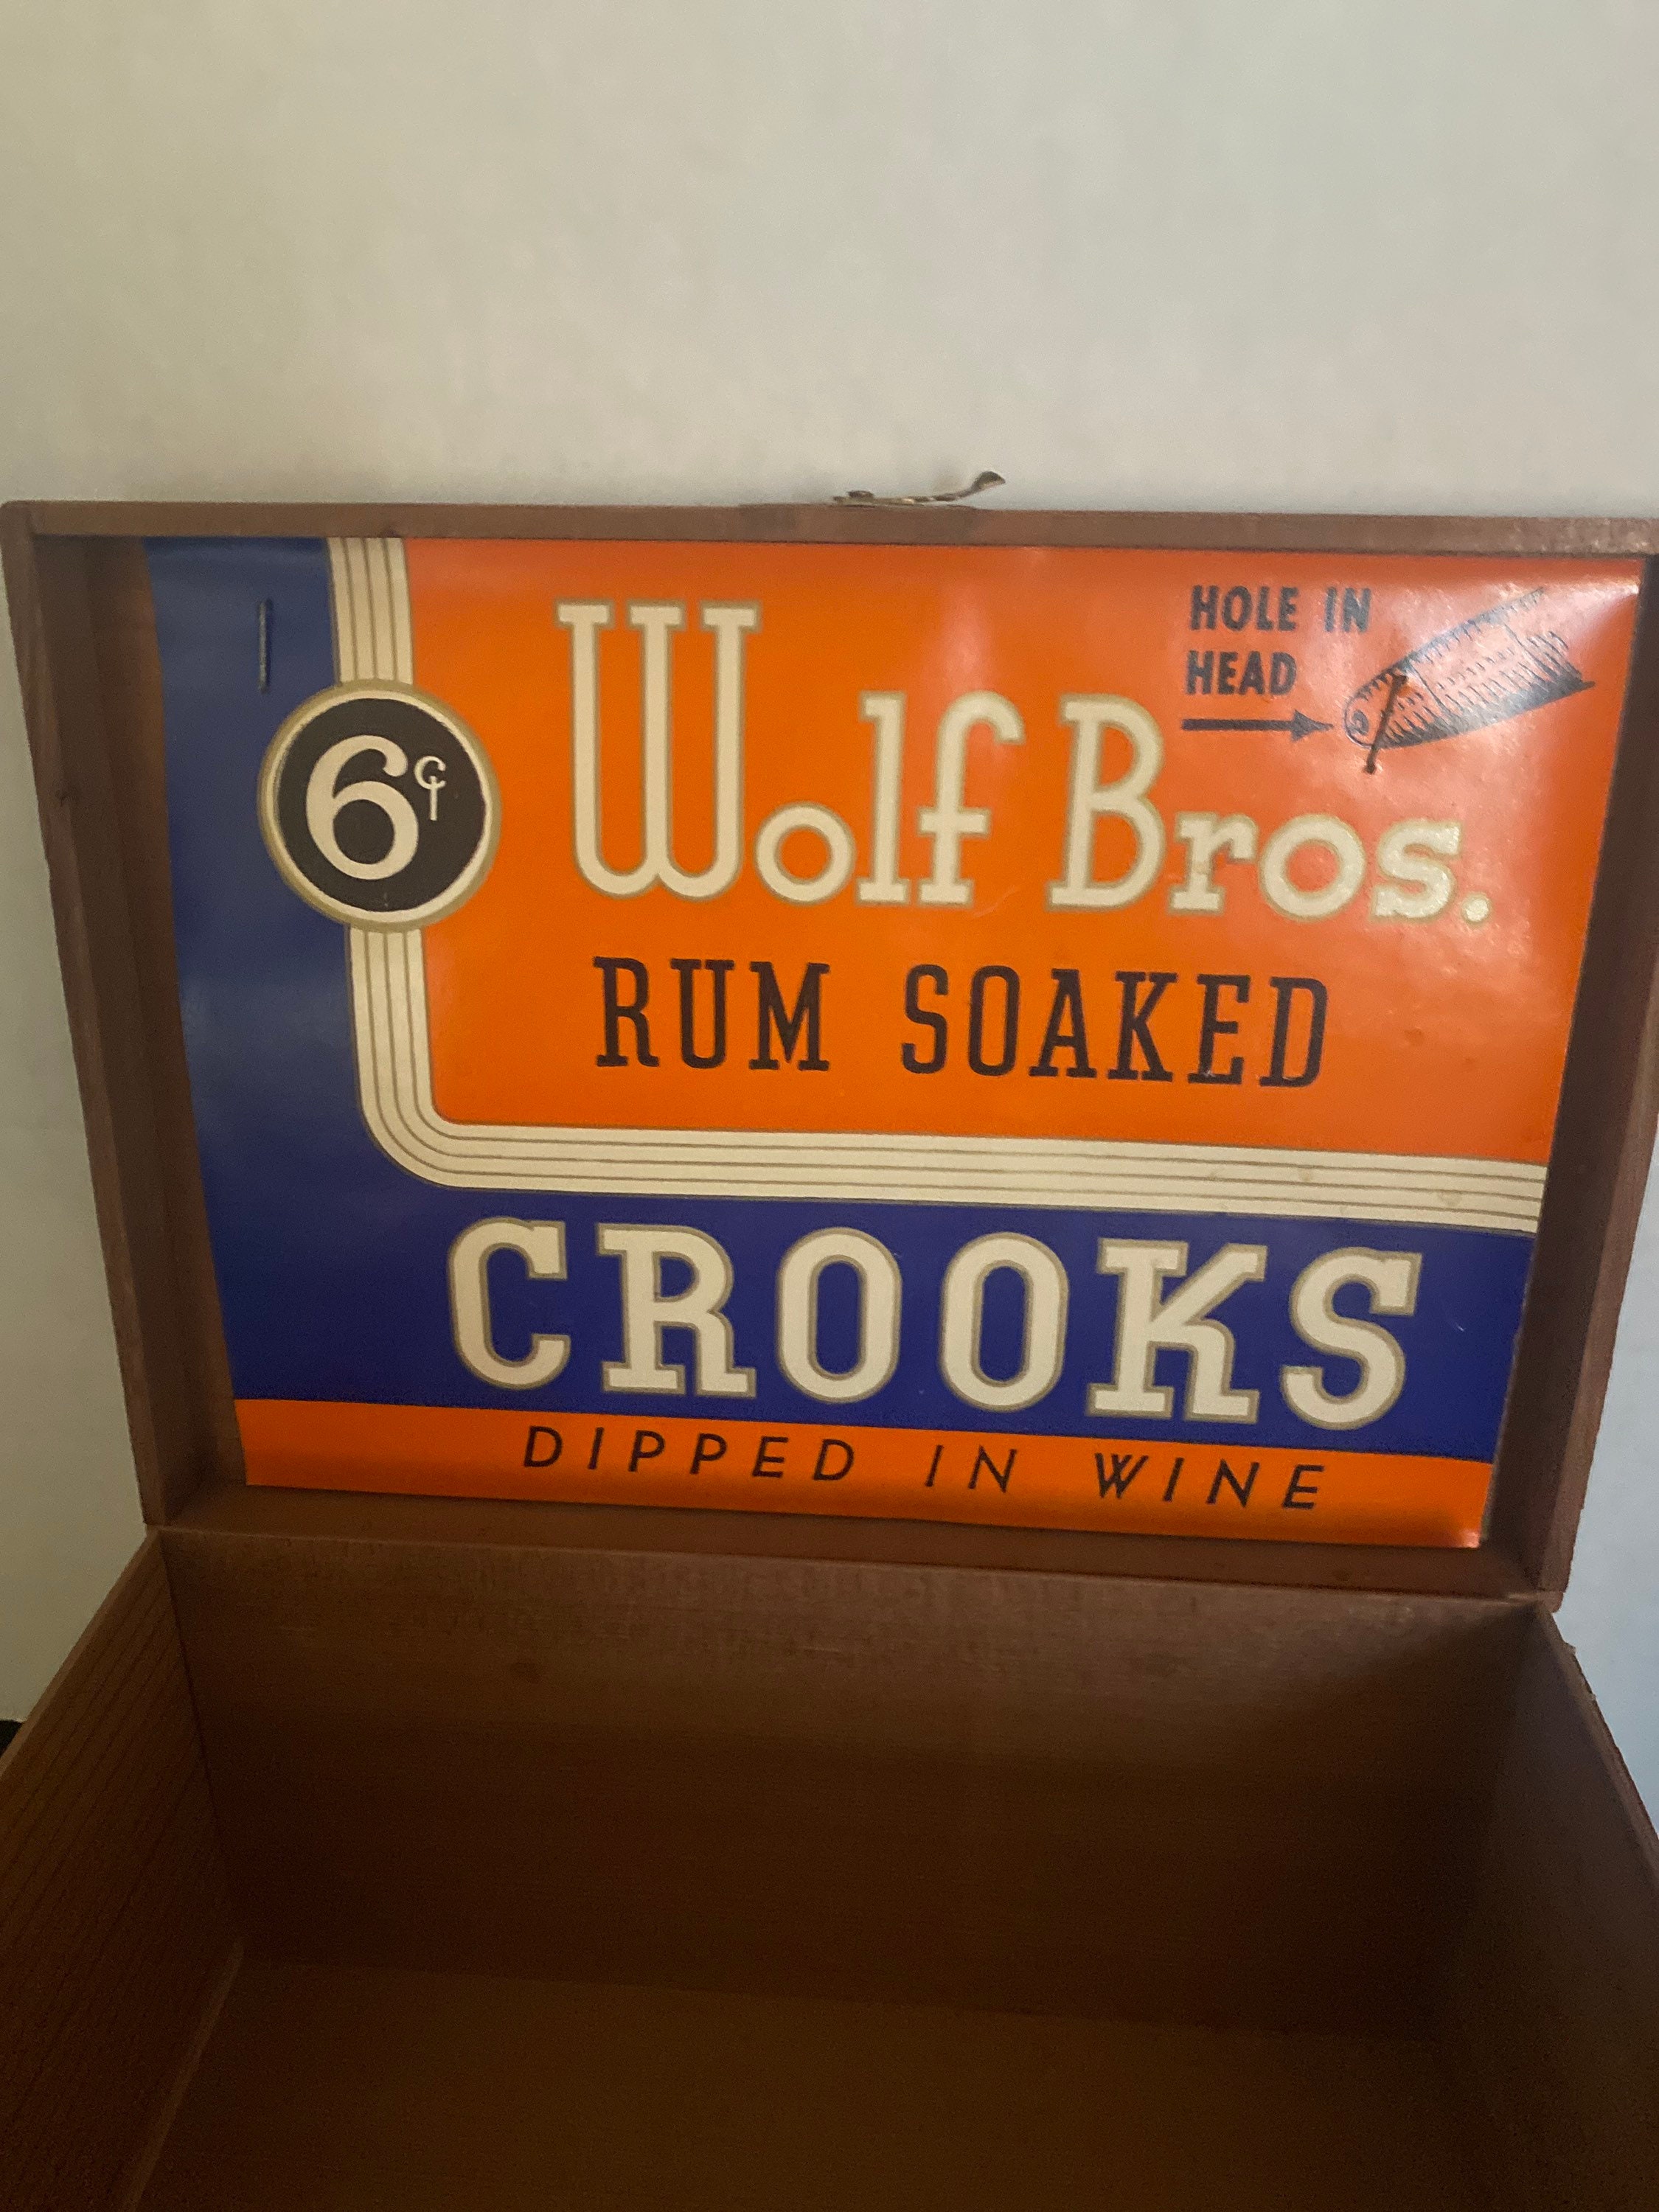 HOLE IN
HEAD
6¢
Wolf Bros.
RUM SOAKED
CROOKS
DIPPED IN WINE